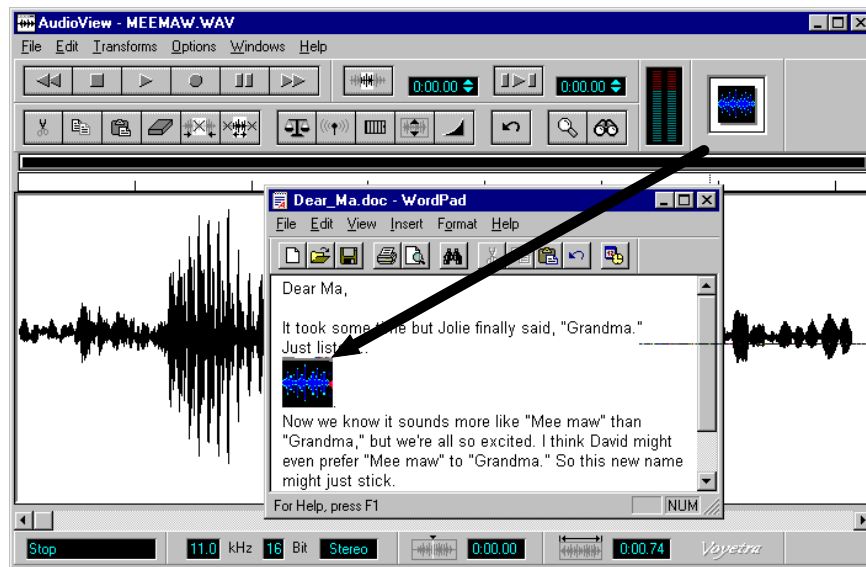 AudioView - MEEMAW.WAV
File Edit Transforms Options Windows Help
0:00.00 0:00.00
Dear_Ma.doc - WordPad
File Edit View Insert Format Help
Dear Ma,
It took some time but Jolie finally said, "Grandma."
Just listen.
Now we know it sounds more like "Mee maw" than
"Grandma," but we're all so excited. I think David might
even prefer "Mee maw" to "Grandma." So this new name
might just stick.
For Help, press F1 NUM
Stop 11.0 kHz 16 Bit Stereo 0:00.00 0:00.74 Voyetra